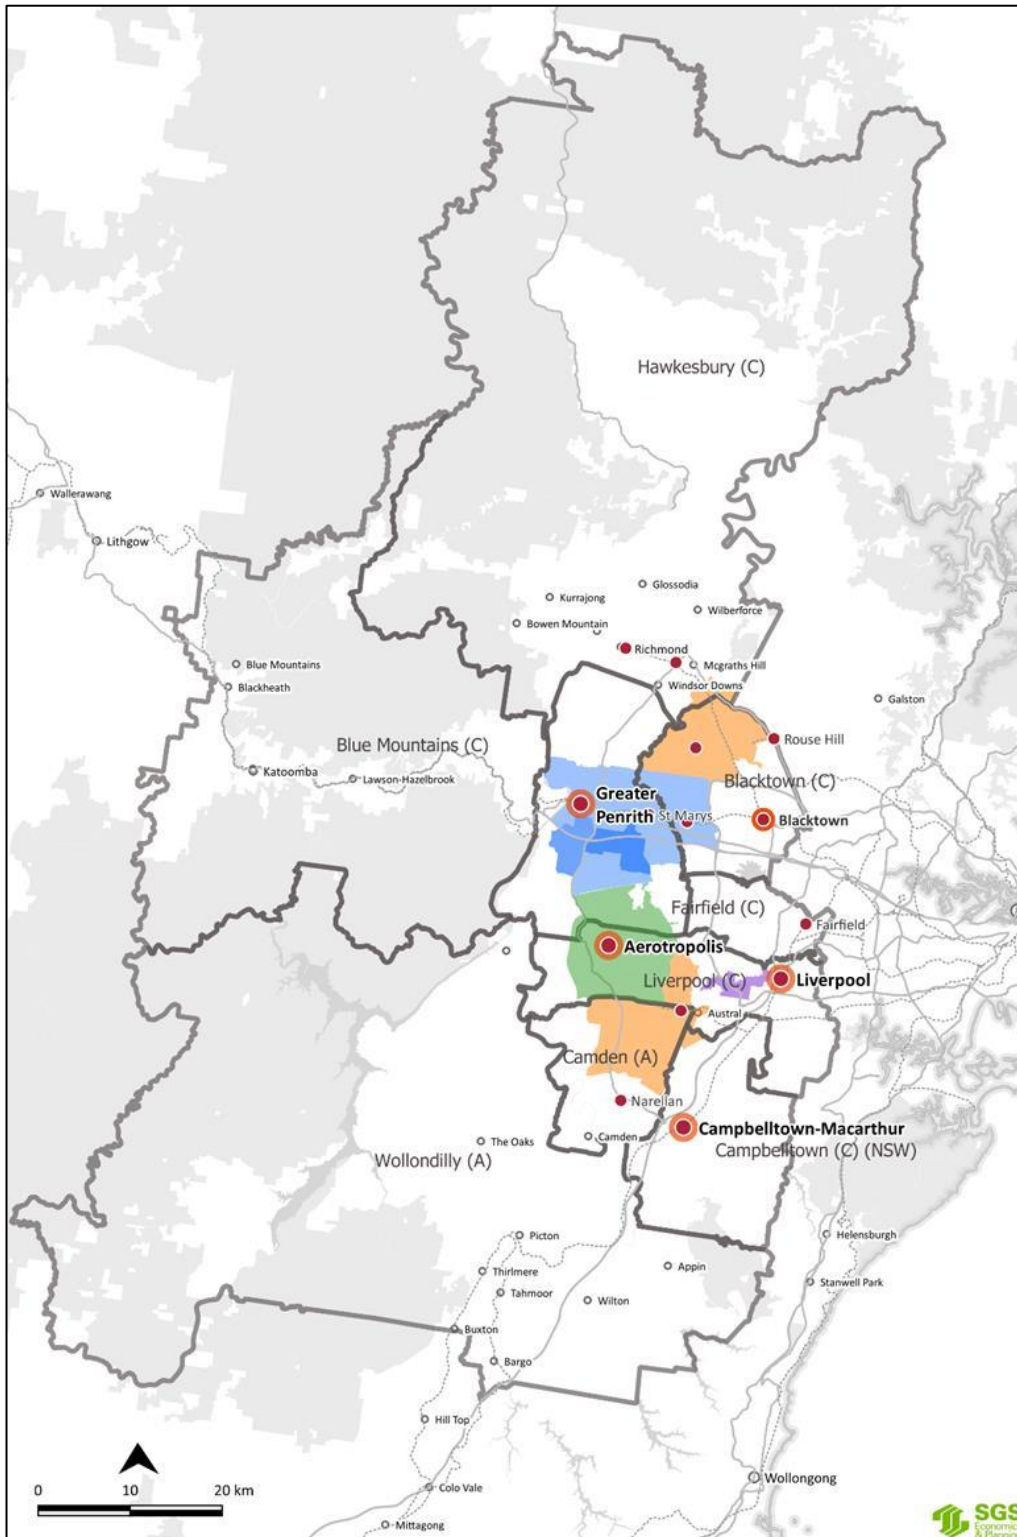 Hawkesbury (C)
Wallerawang
Lithgow
Glossodia
Kurrajong
Wilberforce
Bowen Mountain
Richmond
Mcgraths Hill
Blue Mountains
Windsor Downs
Blackheath
Galston
Rouse Hill
Blue Mountains (C)
Katoomba
Lawson-Hazelbrook
Blacktown (C)
Greater
Penrith
St Marys
Blacktown
Fairfield (C)
Fairfield
Aerotropolis
Liverpool (C)
Liverpool
Austral
Camden (A)
Narellan
Campbelltown-Macarthur
Camden
The Oaks
Campbelltown (C) (NSW)
Wollondilly (A)
Picton
Helensburgh
Appin
Thirlmere
Stanwell Park
Tahmoor
Wilton
Buxton
Bargo
Hill Top
Wollongong
Colo Vale
Mittagong
0 10 20 km
SGS
Economics
& Planning